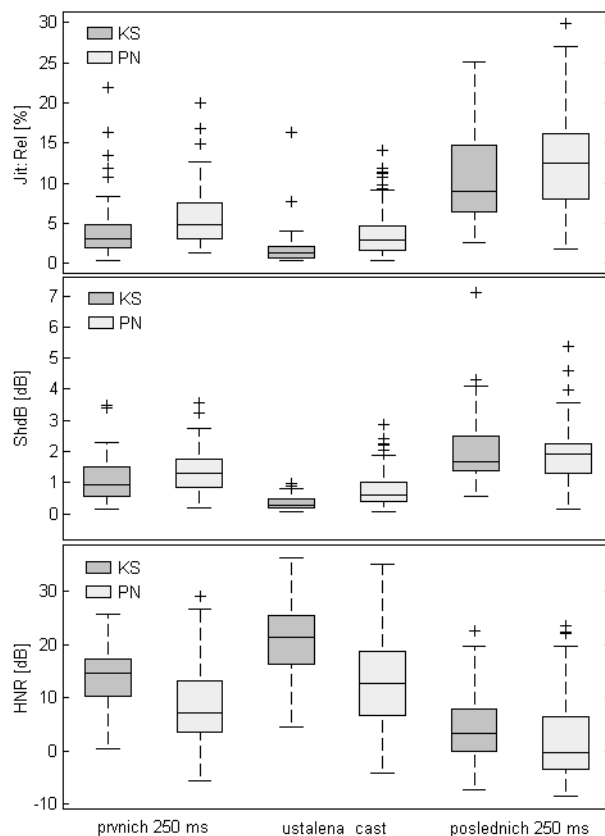 Jit:Rel [%]
30
25
20
15
10
5
0
KS
PN
ShdB [dB]
7
6
5
4
3
2
1
0
KS
PN
HNR [dB]
30
20
10
0
-10
KS
PN
prvnich 250 ms
ustalena cast
poslednich 250 ms